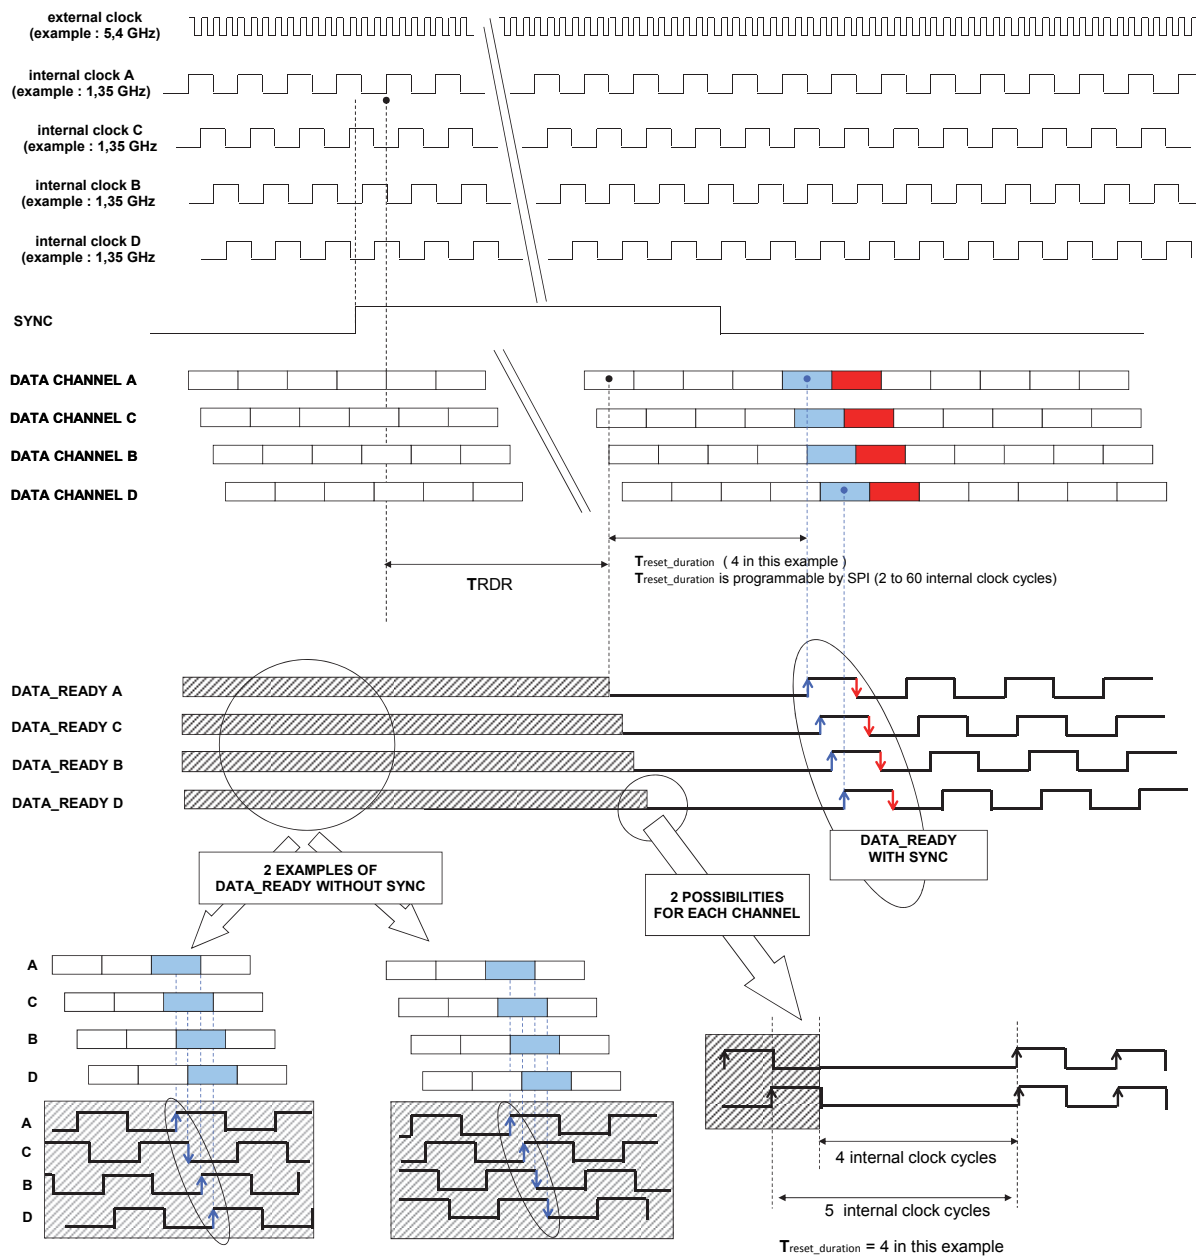 external clock
(example : 5,4 GHz)
internal clock A
(example : 1,35 GHz)
internal clock C
(example : 1,35 GHz
internal clock B
(example : 1,35 GHz
internal clock D
(example : 1,35 GHz
SYNC
DATA CHANNEL A
DATA CHANNEL C
DATA CHANNEL B
DATA CHANNEL D
TRDR
Treset_duration ( 4 in this example )
Treset_duration is programmable by SPI (2 to 60 internal clock cycles)
DATA_READY A
DATA_READY C
DATA_READY B
DATA_READY D
2 EXAMPLES OF
DATA_READY WITHOUT SYNC
2 POSSIBILITIES
FOR EACH CHANNEL
DATA_READY
WITH SYNC
A
C
B
D
A
C
B
D
A
C
B
D
A
C
B
D
4 internal clock cycles
5 internal clock cycles
Treset_duration = 4 in this example